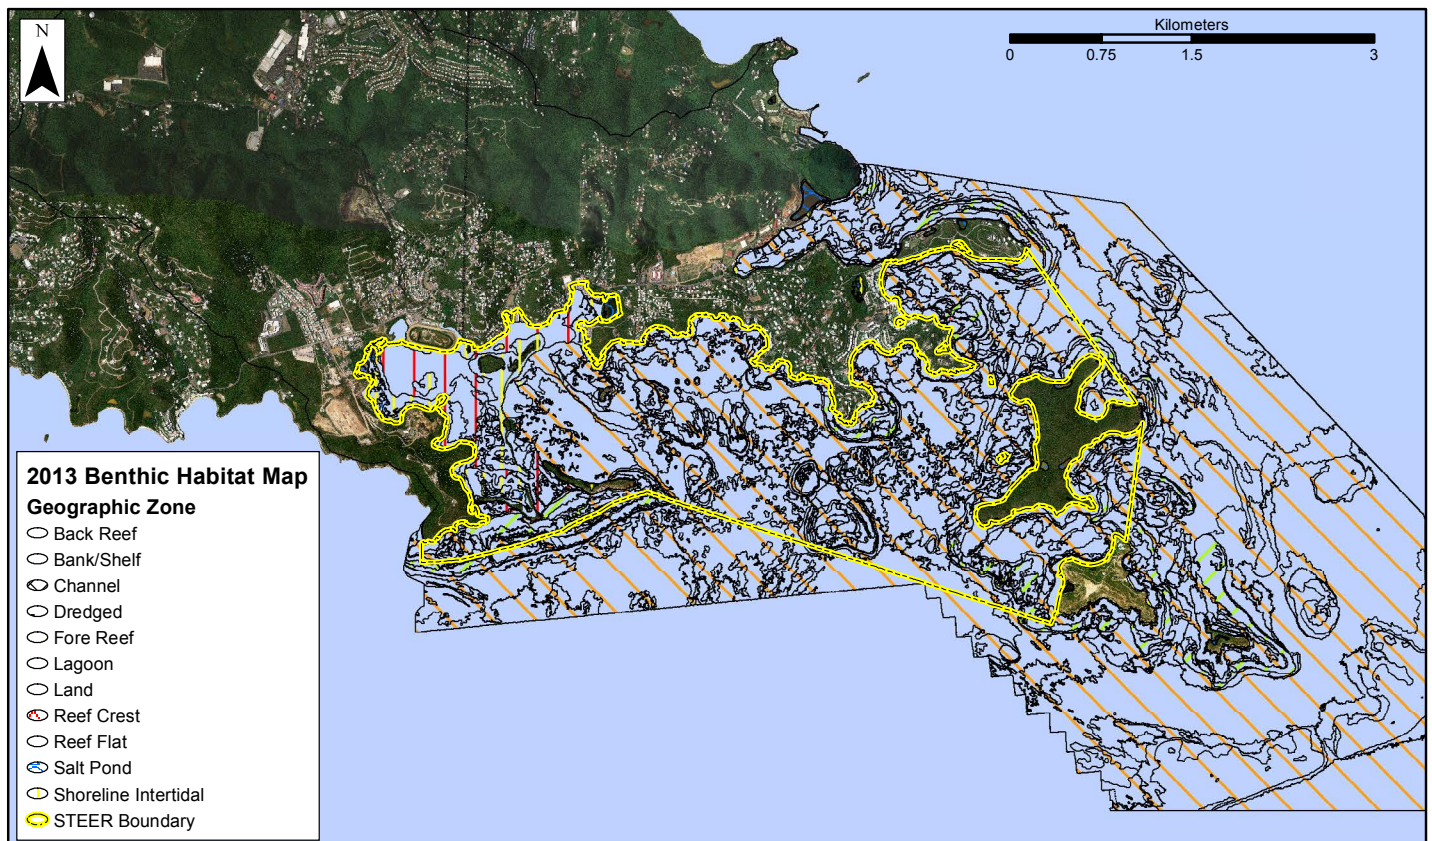 N
Kilometers
0 0.75 1.5 3
2013 Benthic Habitat Map
Geographic Zone
Back Reef
Bank/Shelf
Channel
Dredged
Fore Reef
Lagoon
Land
Reef Crest
Reef Flat
Salt Pond
Shoreline Intertidal
STEER Boundary